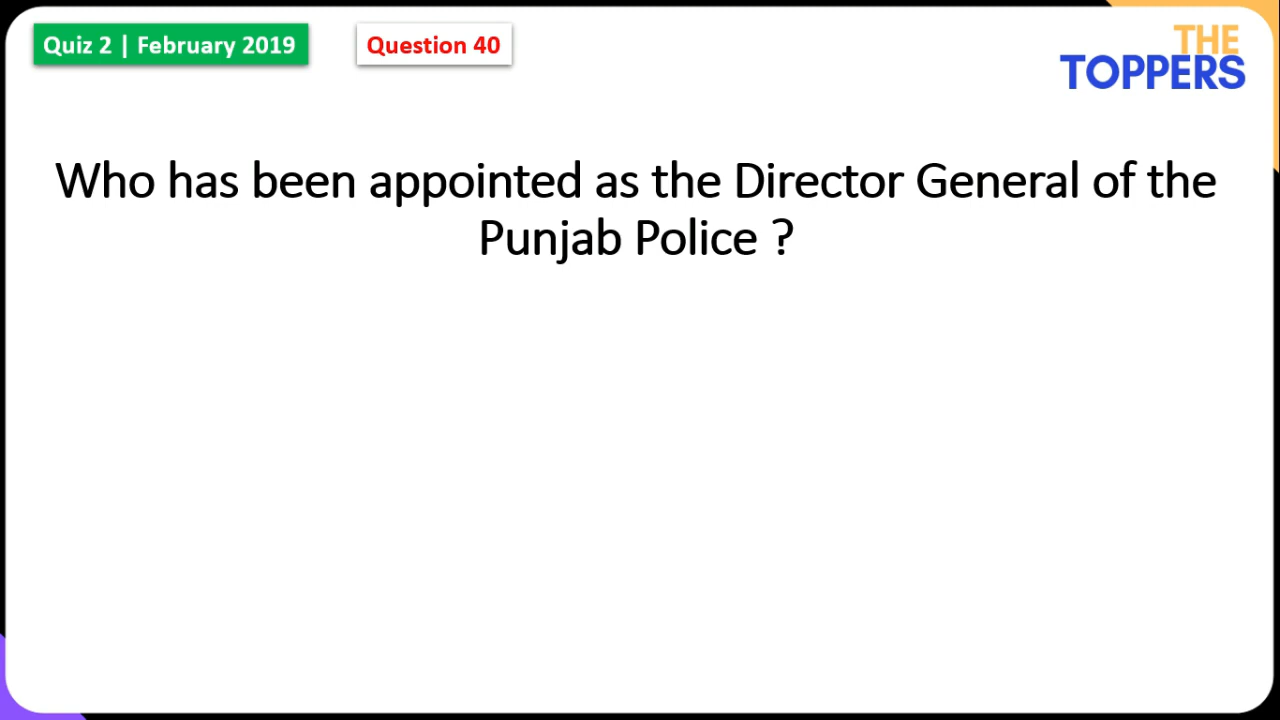 Quiz 2 | February 2019
Question 40
THE
TOPPERS
Who has been appointed as the Director General of the
Punjab Police ?